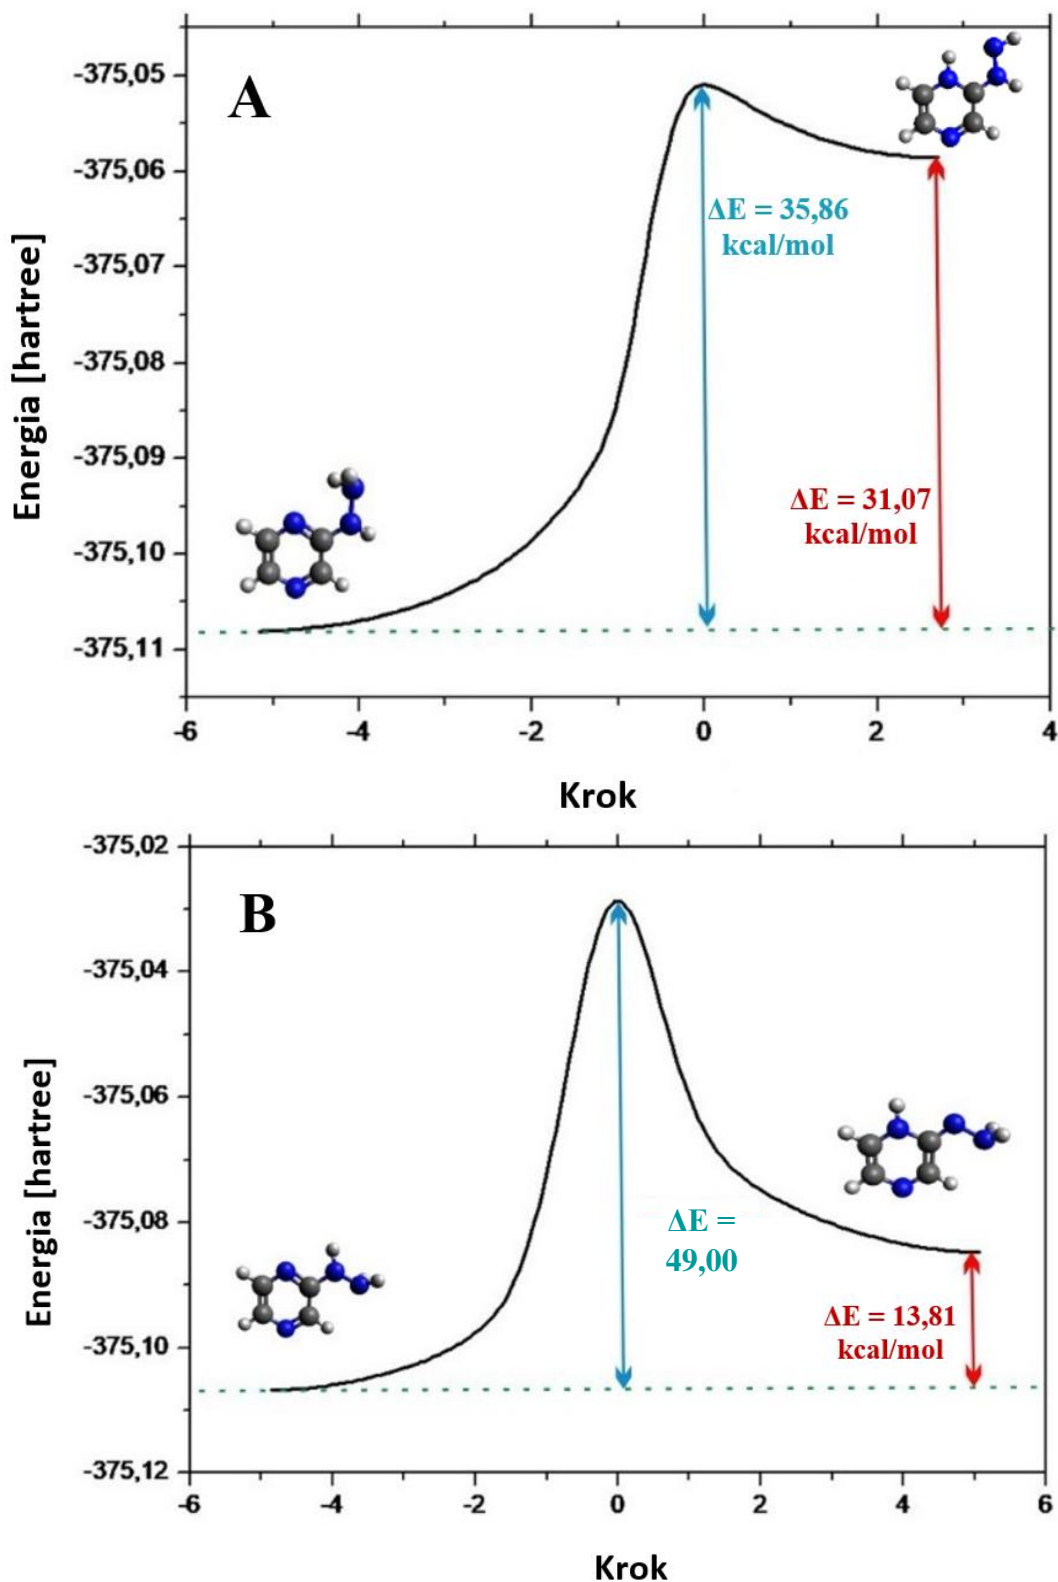 A
-375,05
-375,06
-375,07
-375,08
-375,09
-375,10
-375,11
Energia [hartree]
ΔE = 35,86
kcal/mol
ΔE = 31,07
kcal/mol
-6
-4
-2
0
2
4
Krok
B
-375,02
-375,04
-375,06
-375,08
-375,10
-375,12
Energia [hartree]
ΔE =
49,00
ΔE = 13,81
kcal/mol
-6
-4
-2
0
2
4
6
Krok